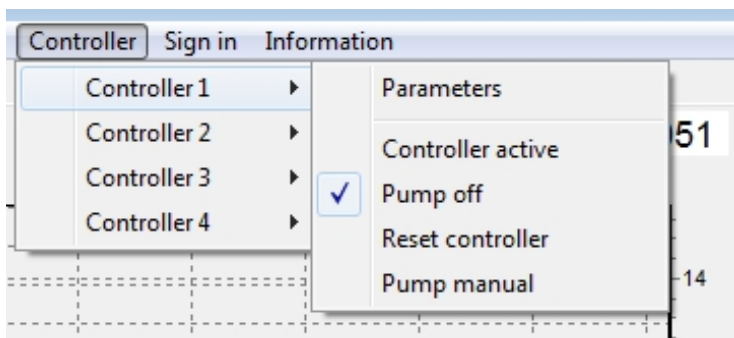 Controller Sign in Information
Controller 1
Controller 2
Controller 3
Controller 4
Parameters
Controller active
Pump off
Reset controller
Pump manual
051
14